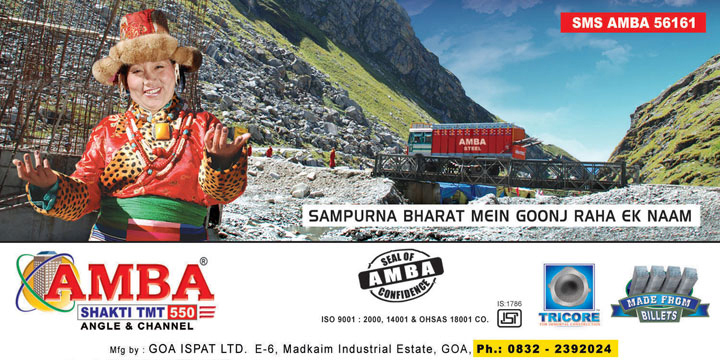 SMS AMBA 56161
AMBA
STEEL
SAMPURNA BHARAT MEIN GOONJ RAHA EK NAAM
AMBA®
SHAKTI TMT 550
ANGLE & CHANNEL
SEAL OF
AMBA
CONFIDENCE
ISO 9001 : 2000, 14001 & OHSAS 18001 CO.
IS:1786
ISI
TRICORE
MADE FROM
BILLETS
Mfg by : GOA ISPAT LTD. E-6, Madkaim Industrial Estate, GOA, Ph.: 0832 - 2392024